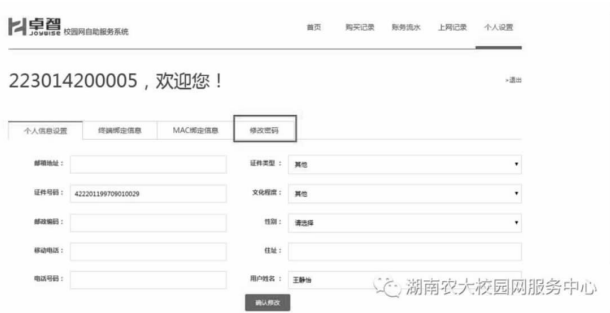 卓智
JOYWISE 校园网自助服务系统
首页 购买记录 账务流水 上网记录 个人设置
223014200005，欢迎您！
»退出
个人信息设置 终端绑定信息 MAC绑定信息 修改密码
邮箱地址： 证件类型： 其他
证件号码： 422201199709010029 文化程度： 其他
邮政编码： 性别： 请选择
移动电话： 住址：
电话号码： 用户姓名： 王静怡
确认修改
湖南农大校园网服务中心